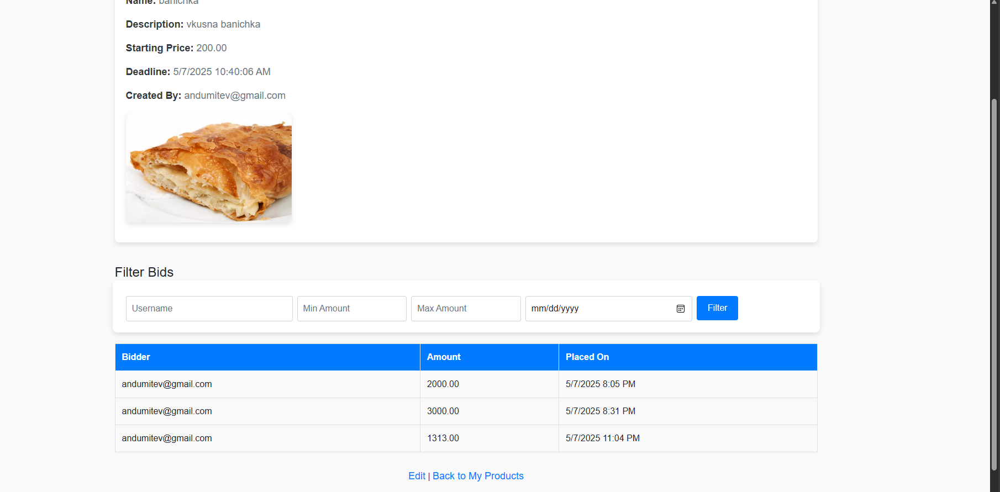 Name: banichka
Description: vkusna banichka
Starting Price: 200.00
Deadline: 5/7/2025 10:40:06 AM
Created By: andumitev@gmail.com
Filter Bids
Username Min Amount Max Amount mm/dd/yyyy Filter
Bidder Amount Placed On
andumitev@gmail.com 2000.00 5/7/2025 8:05 PM
andumitev@gmail.com 3000.00 5/7/2025 8:31 PM
andumitev@gmail.com 1313.00 5/7/2025 11:04 PM
Edit | Back to My Products